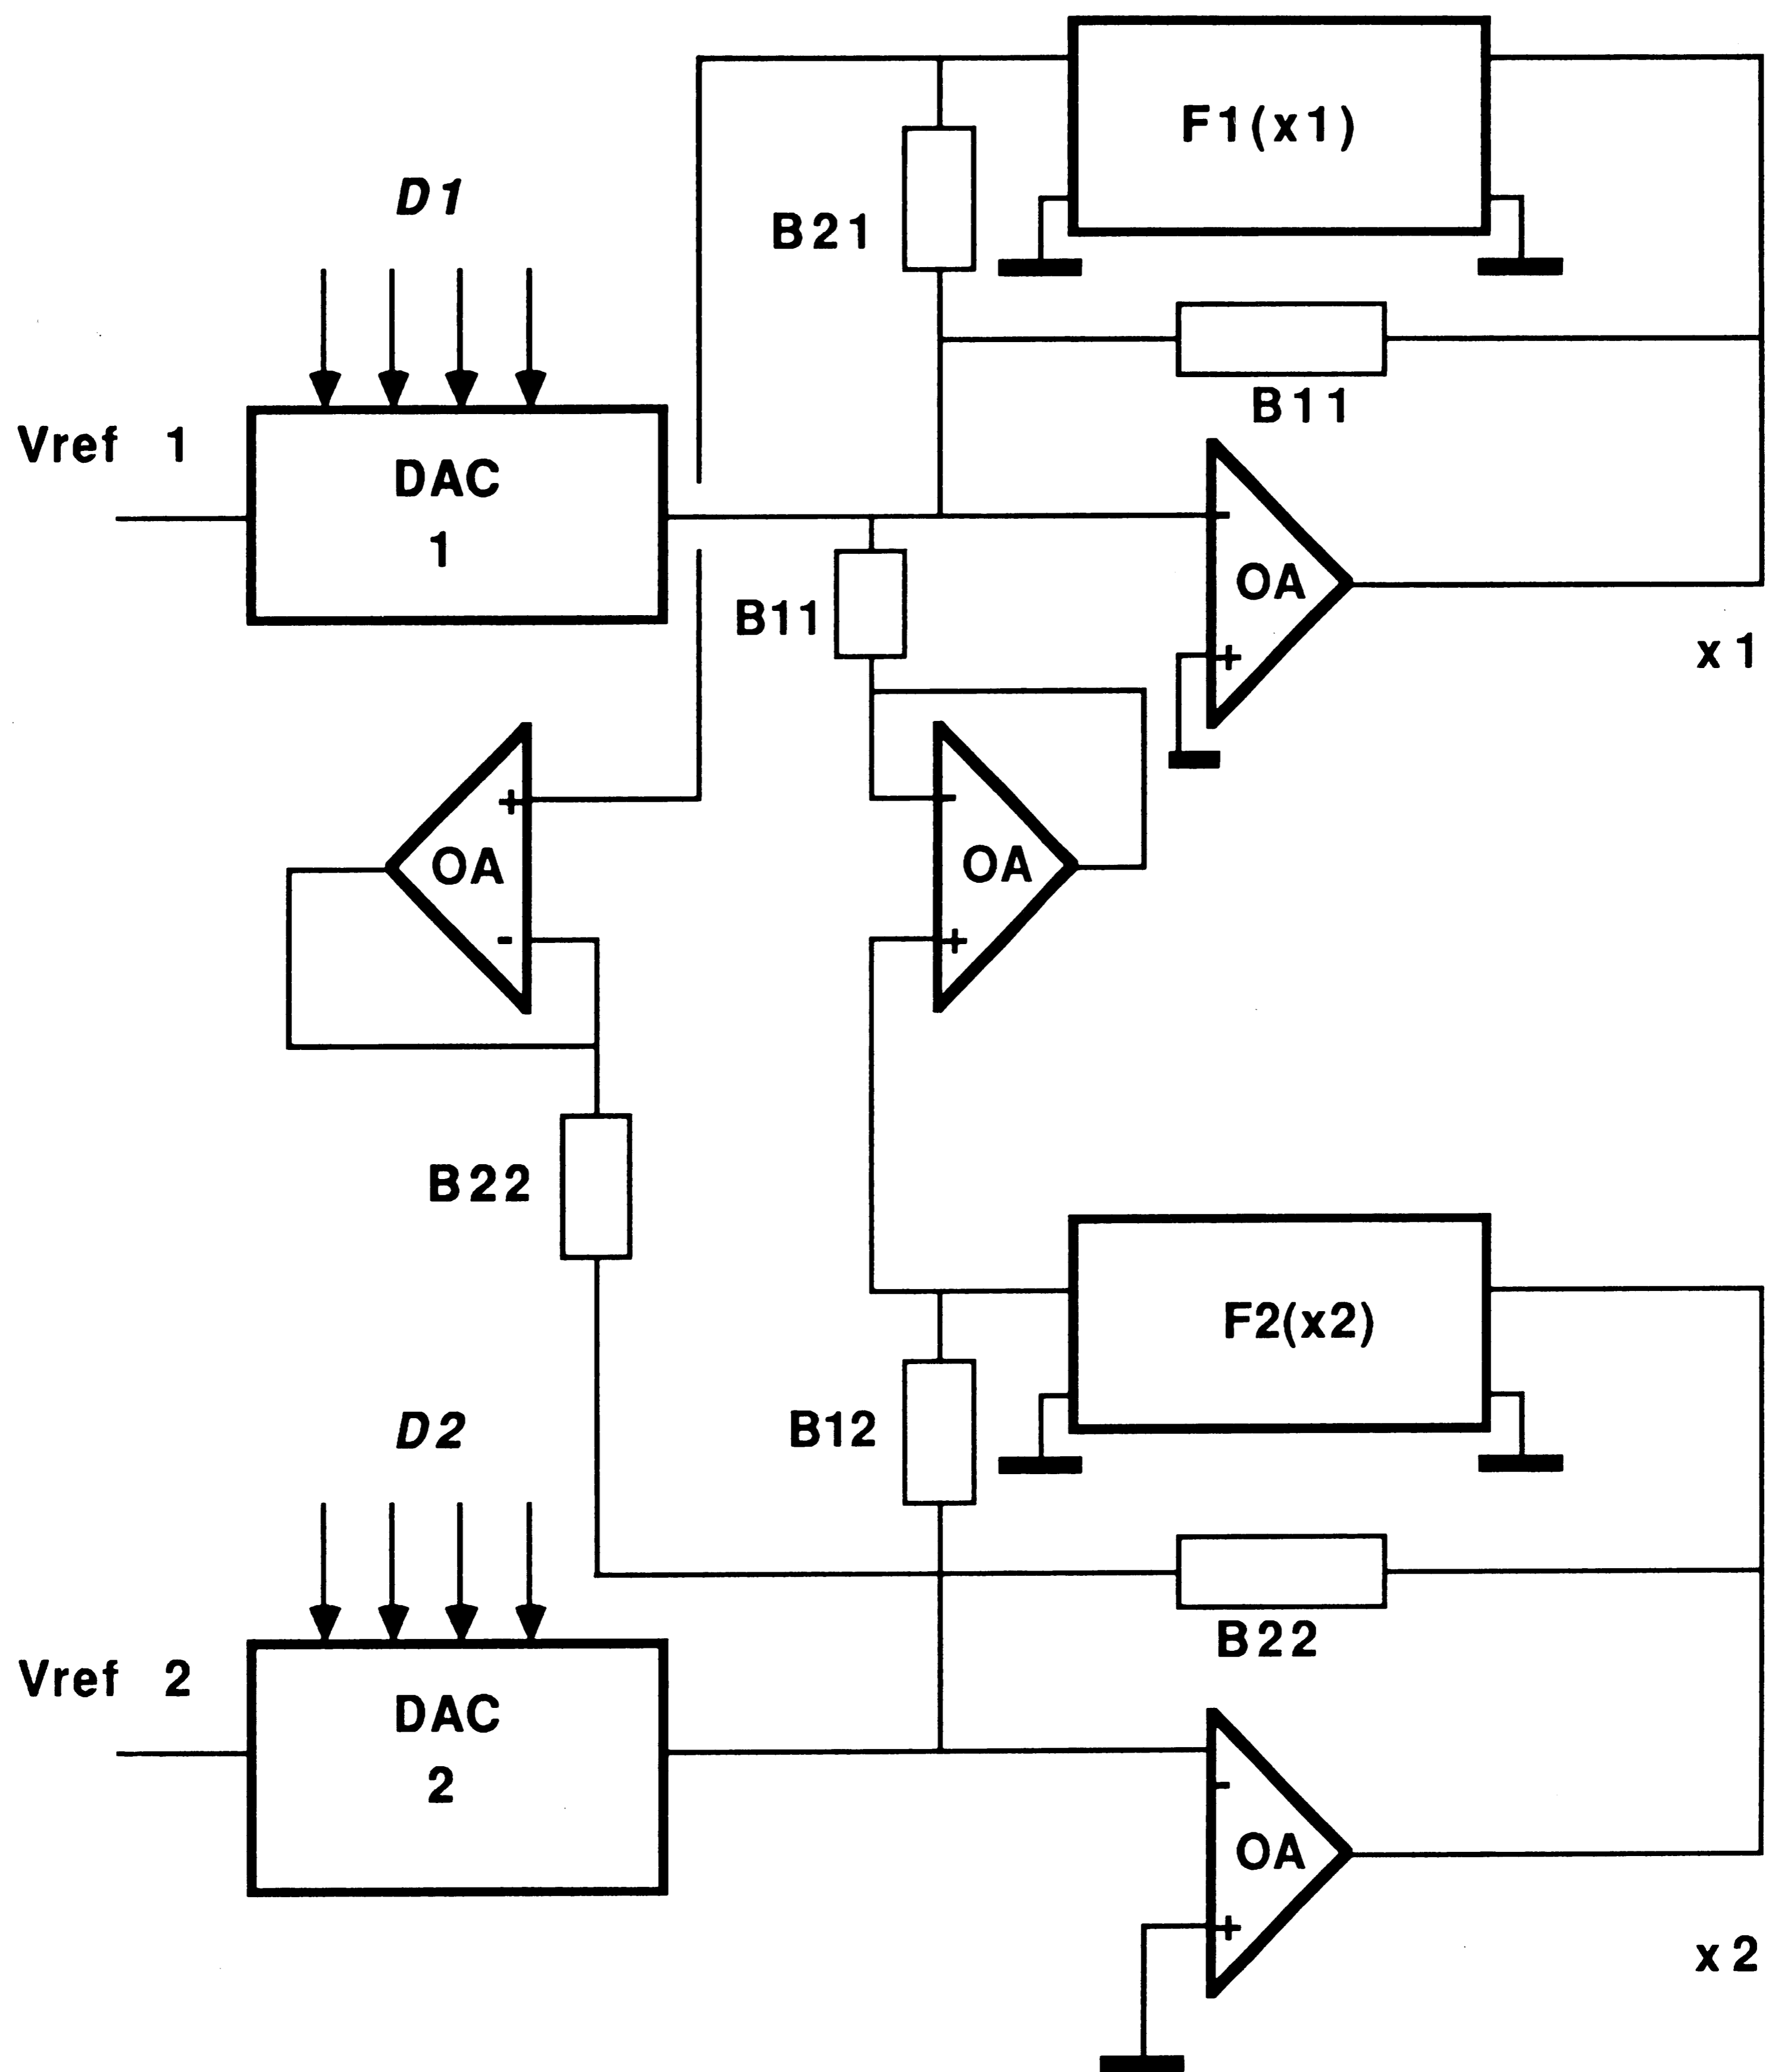 F1(x1)
D1
B21
B11
Vref 1
DAC
1
-
OA
+
B11
x1
+
OA
-
-
OA
+
B22
F2(x2)
D2
B12
B22
Vref 2
DAC
2
-
OA
+
x2